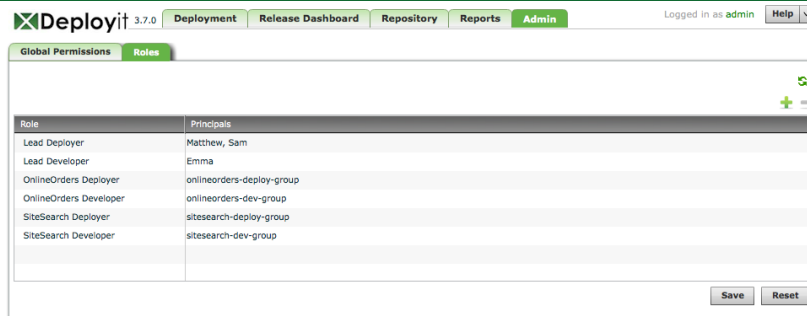 Deployit 3.7.0 Deployment Release Dashboard Repository Reports Admin Logged in as admin Help
Global Permissions Roles
Role Principals
Lead Deployer Matthew, Sam
Lead Developer Emma
OnlineOrders Deployer onlineorders-deploy-group
OnlineOrders Developer onlineorders-dev-group
SiteSearch Deployer sitesearch-deploy-group
SiteSearch Developer sitesearch-dev-group
Save Reset